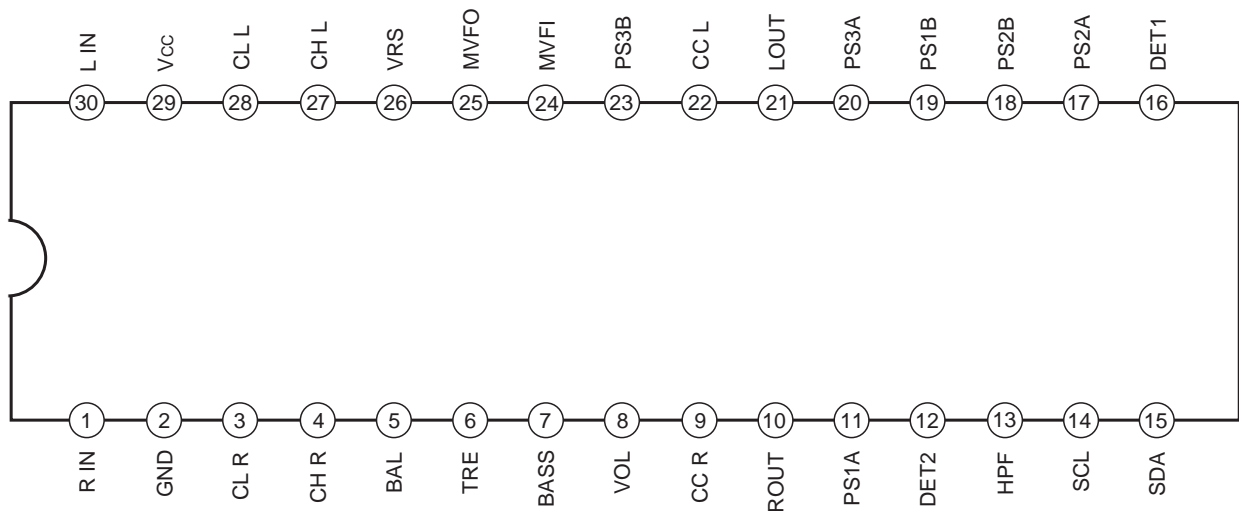 L IN
Vcc
CL L
CH L
VRS
MVFO
MVFI
PS3B
CC L
LOUT
PS3A
PS1B
PS2B
PS2A
DET1
30 29 28 27 26 25 24 23 22 21 20 19 18 17 16
1 2 3 4 5 6 7 8 9 10 11 12 13 14 15
R IN
GND
CL R
CH R
BAL
TRE
BASS
VOL
CC R
ROUT
PS1A
DET2
HPF
SCL
SDA